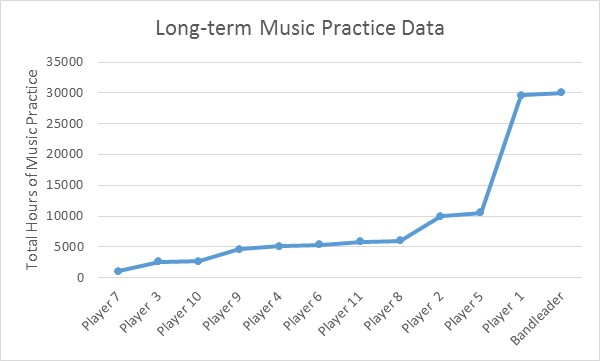 Long-term Music Practice Data
Total Hours of Music Practice
35000
30000
25000
20000
15000
10000
5000
0
Player 7
Player 3
Player 10
Player 9
Player 4
Player 6
Player 11
Player 8
Player 2
Player 5
Player 1
Bandleader